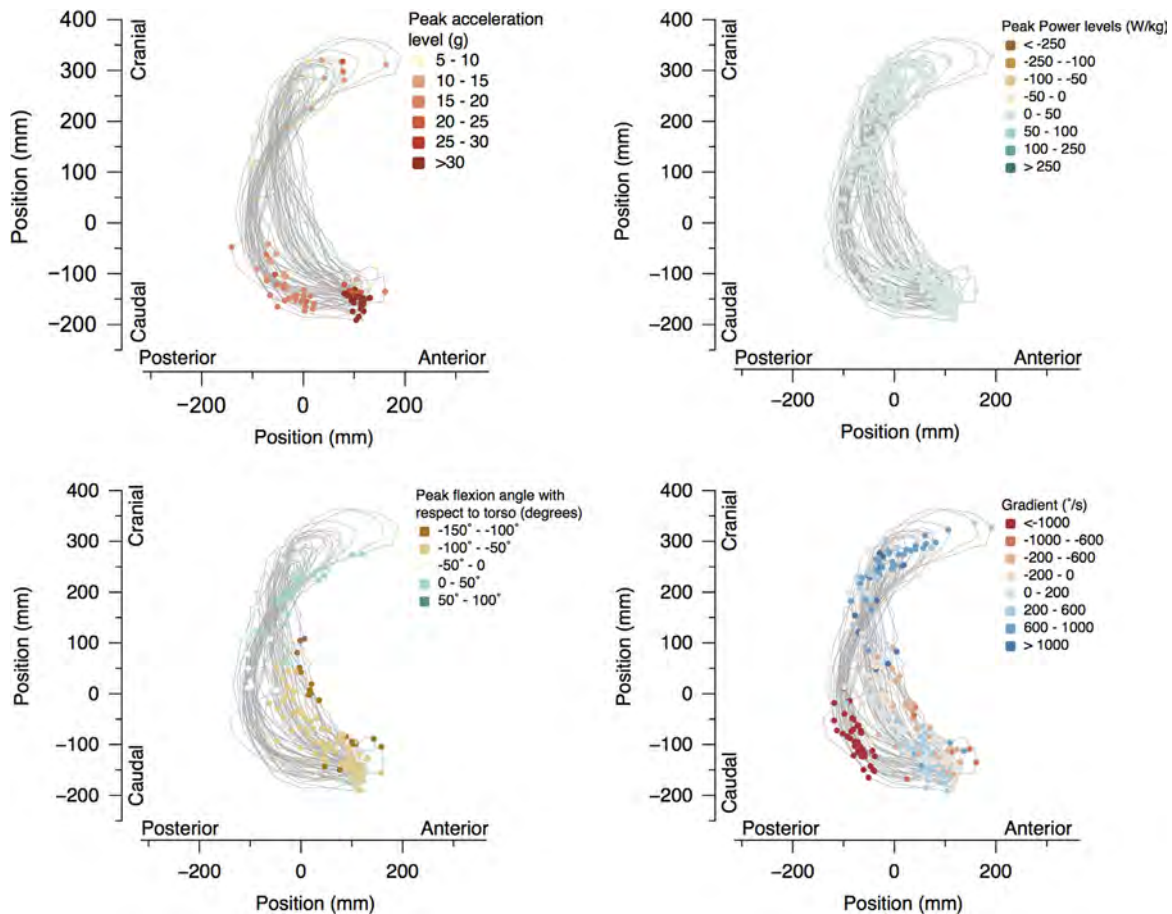 Peak acceleration
level (g)
5 - 10
10 - 15
15 - 20
20 - 25
25 - 30
>30
400
300
200
100
0
−100
−200
Position (mm)
Cranial
Caudal
Posterior
Anterior
−200
0
200
Position (mm)
Peak Power levels (W/kg)
< -250
-250 - -100
-100 - -50
-50 - 0
0 - 50
50 - 100
100 - 250
> 250
400
300
200
100
0
−100
−200
Position (mm)
Cranial
Caudal
Posterior
Anterior
−200
0
200
Position (mm)
Peak flexion angle with
respect to torso (degrees)
-150˚ - -100˚
-100˚ - -50˚
-50˚ - 0
0 - 50˚
50˚ - 100˚
400
300
200
100
0
−100
−200
Position (mm)
Cranial
Caudal
Posterior
Anterior
−200
0
200
Position (mm)
Gradient (˚/s)
<-1000
-1000 - -600
-200 - -600
-200 - 0
0 - 200
200 - 600
600 - 1000
> 1000
400
300
200
100
0
−100
−200
Position (mm)
Cranial
Caudal
Posterior
Anterior
−200
0
200
Position (mm)